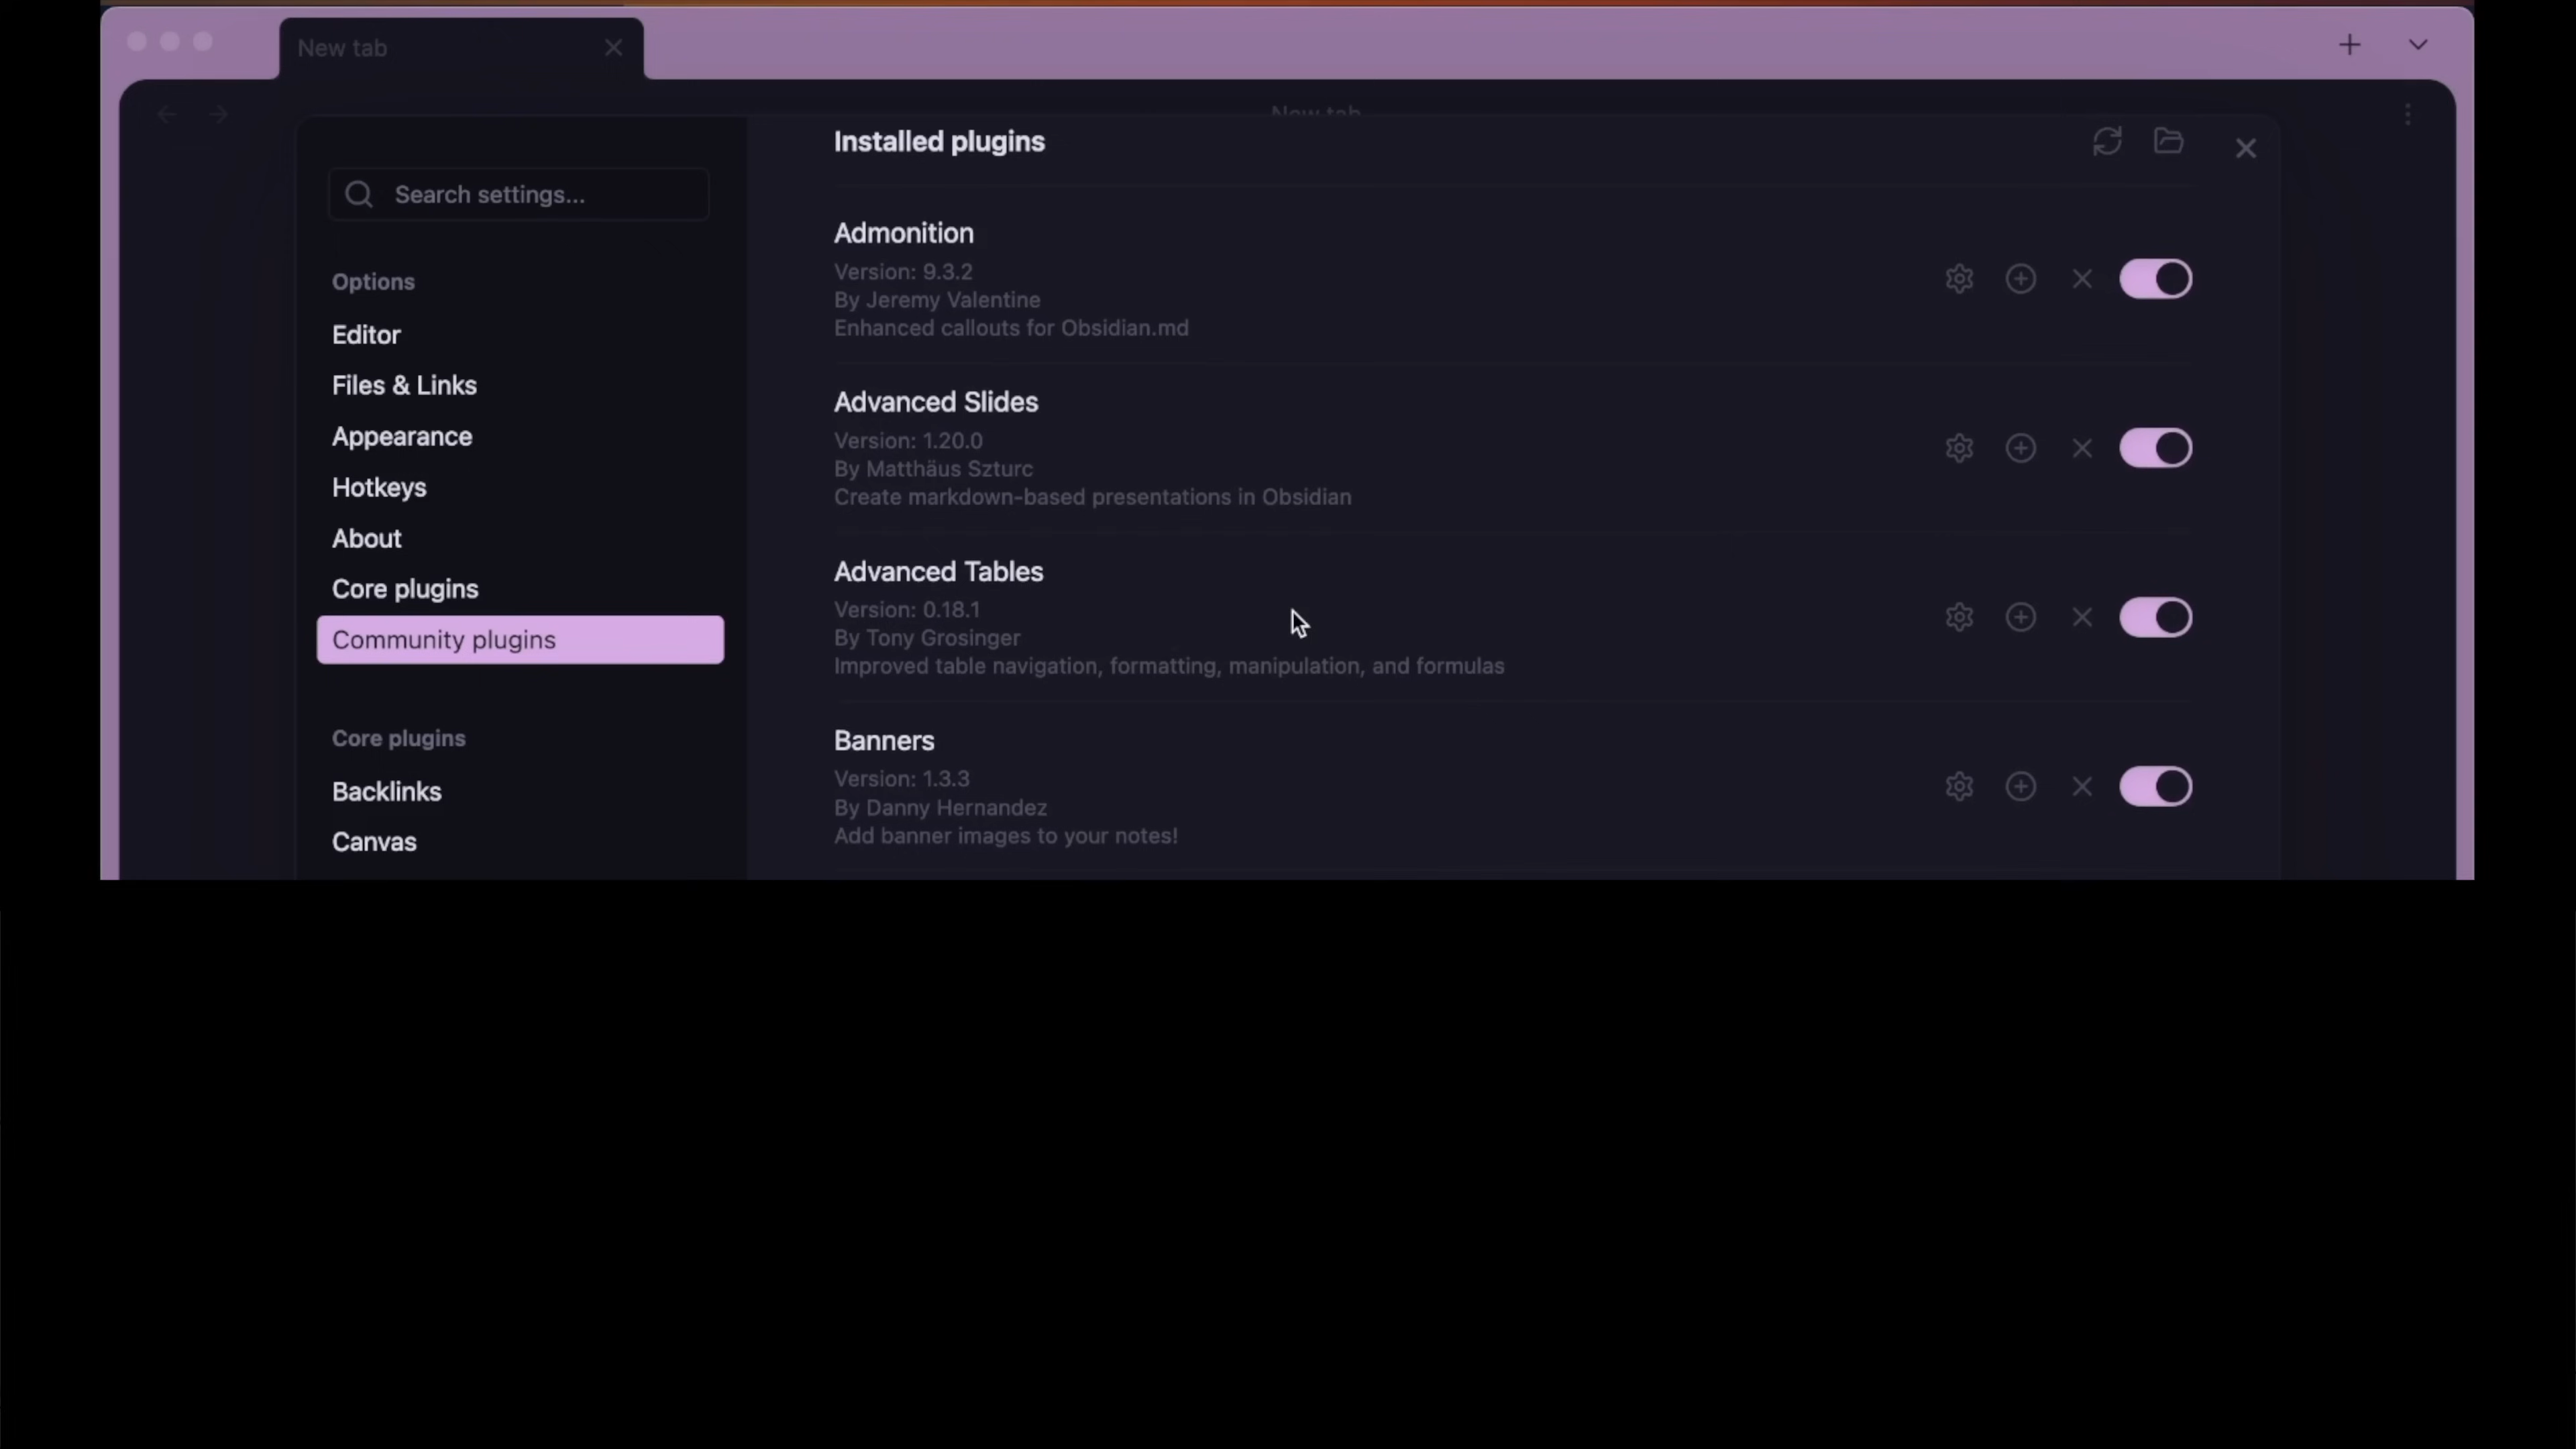 New tab
New tab
Search settings...
Options
Editor
Files & Links
Appearance
Hotkeys
About
Core plugins
Community plugins
Core plugins
Backlinks
Canvas
Installed plugins
Admonition
Version: 9.3.2
By Jeremy Valentine
Enhanced callouts for Obsidian.md
Advanced Slides
Version: 1.20.0
By Matthäus Szturc
Create markdown-based presentations in Obsidian
Advanced Tables
Version: 0.18.1
By Tony Grosinger
Improved table navigation, formatting, manipulation, and formulas
Banners
Version: 1.3.3
By Danny Hernandez
Add banner images to your notes!